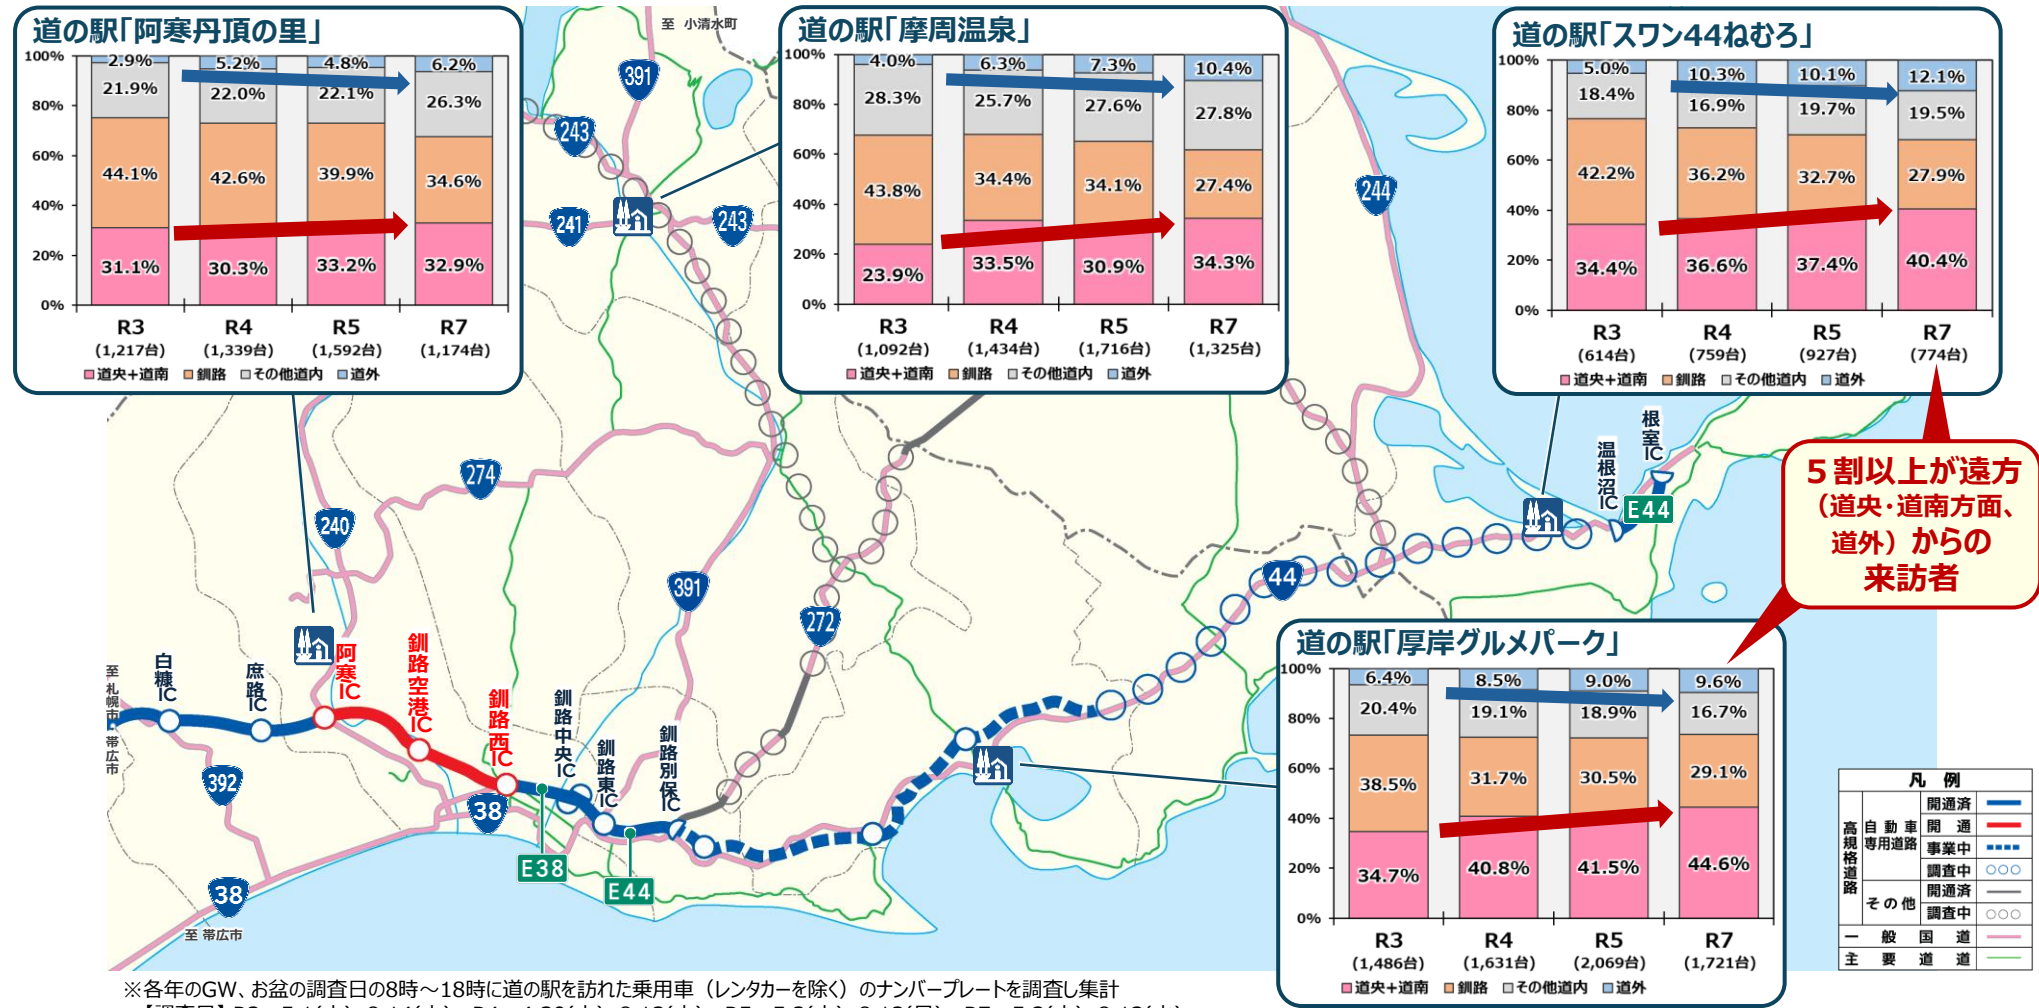 道の駅「阿寒丹頂の里」
100%
80%
60%
40%
20%
0%
2.9%
5.2%
4.8%
6.2%
21.9%
22.0%
22.1%
26.3%
44.1%
42.6%
39.9%
34.6%
31.1%
30.3%
33.2%
32.9%
R3
R4
R5
R7
(1,217台)
(1,339台)
(1,592台)
(1,174台)
道央+道南 釧路 その他道内 道外
道の駅「摩周温泉」
100%
80%
60%
40%
20%
0%
4.0%
6.3%
7.3%
10.4%
28.3%
25.7%
27.6%
27.8%
43.8%
34.4%
34.1%
27.4%
23.9%
33.5%
30.9%
34.3%
R3
R4
R5
R7
(1,092台)
(1,434台)
(1,716台)
(1,325台)
道央+道南 釧路 その他道内 道外
道の駅「スワン44ねむろ」
100%
80%
60%
40%
20%
0%
5.0%
10.3%
10.1%
12.1%
18.4%
16.9%
19.7%
19.5%
42.2%
36.2%
32.7%
27.9%
34.4%
36.6%
37.4%
40.4%
R3
R4
R5
R7
(614台)
(759台)
(927台)
(774台)
道央+道南 釧路 その他道内 道外
5割以上が遠方
（道央・道南方面、
道外）からの
来訪者
道の駅「厚岸グルメパーク」
100%
80%
60%
40%
20%
0%
6.4%
8.5%
9.0%
9.6%
20.4%
19.1%
18.9%
16.7%
38.5%
31.7%
30.5%
29.1%
34.7%
40.8%
41.5%
44.6%
R3
R4
R5
R7
(1,486台)
(1,631台)
(2,069台)
(1,721台)
道央+道南 釧路 その他道内 道外
至 小清水町
391
243
241
243
244
274
240
391
272
44
392
38
38
E38
E44
E44
至 札幌市
至 帯広市
白糠IC
庶路IC
阿寒IC
釧路空港IC
釧路西IC
釧路中央IC
釧路東IC
釧路別保IC
温根沼IC
根室IC
至 帯広市
凡 例
高規格道路
自動車専用道路
開通済
開 通
事業中
調査中
その他
開通済
調査中
一般国道
主要道道
※各年のGW、お盆の調査日の8時～18時に道の駅を訪れた乗用車（レンタカーを除く）のナンバープレートを調査し集計